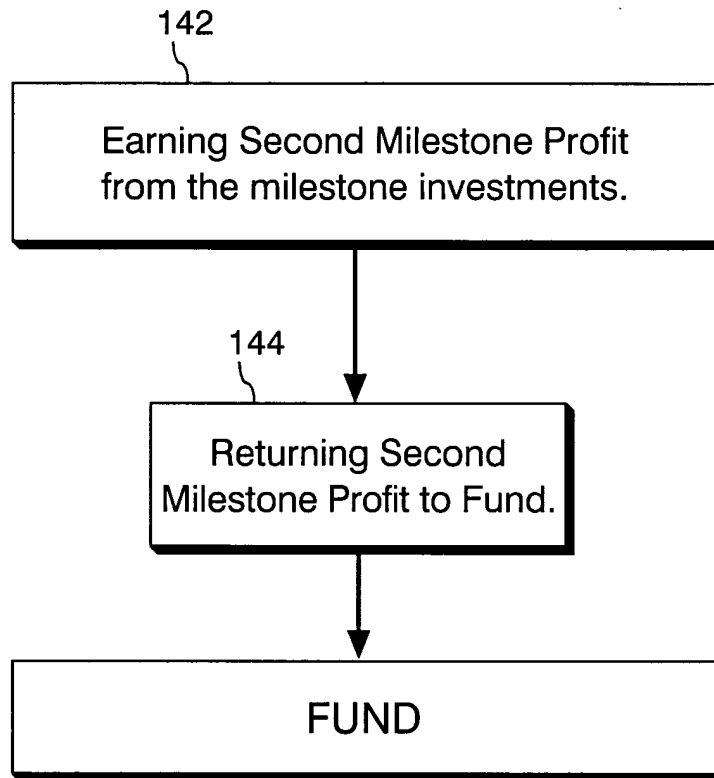 142
Earning Second Milestone Profit
from the milestone investments.
144
Returning Second
Milestone Profit to Fund.
FUND